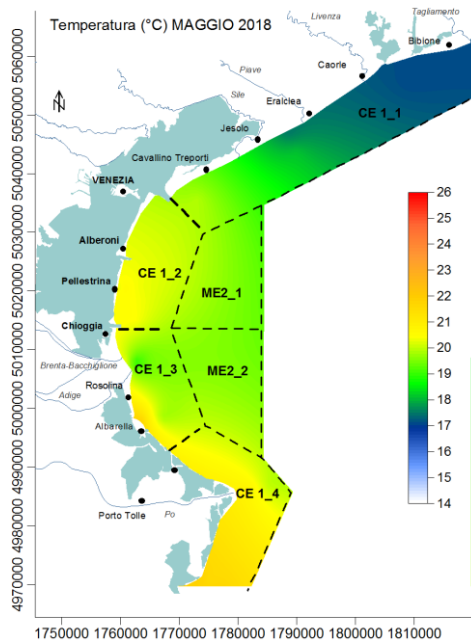 Temperatura (°C) MAGGIO 2018
Tagliamento
Livenza
Bibione
Caorle
Piave
Eraiclea
Sile
CE 1_1
Jesolo
Cavallino Treporti
VENEZIA
Alberoni
CE 1_2
Pellestrina
ME2_1
Chioggia
Brenta-Bacchiglione
CE 1_3
ME2_2
Rosolina
Adige
Albarella
CE 1_4
Porto Tolle
Po
N
26
25
24
23
22
21
20
19
18
17
16
15
14
5060000
5050000
5040000
5030000
5020000
5010000
5000000
4990000
4980000
4970000
1750000 1760000 1770000 1780000 1790000 1800000 1810000